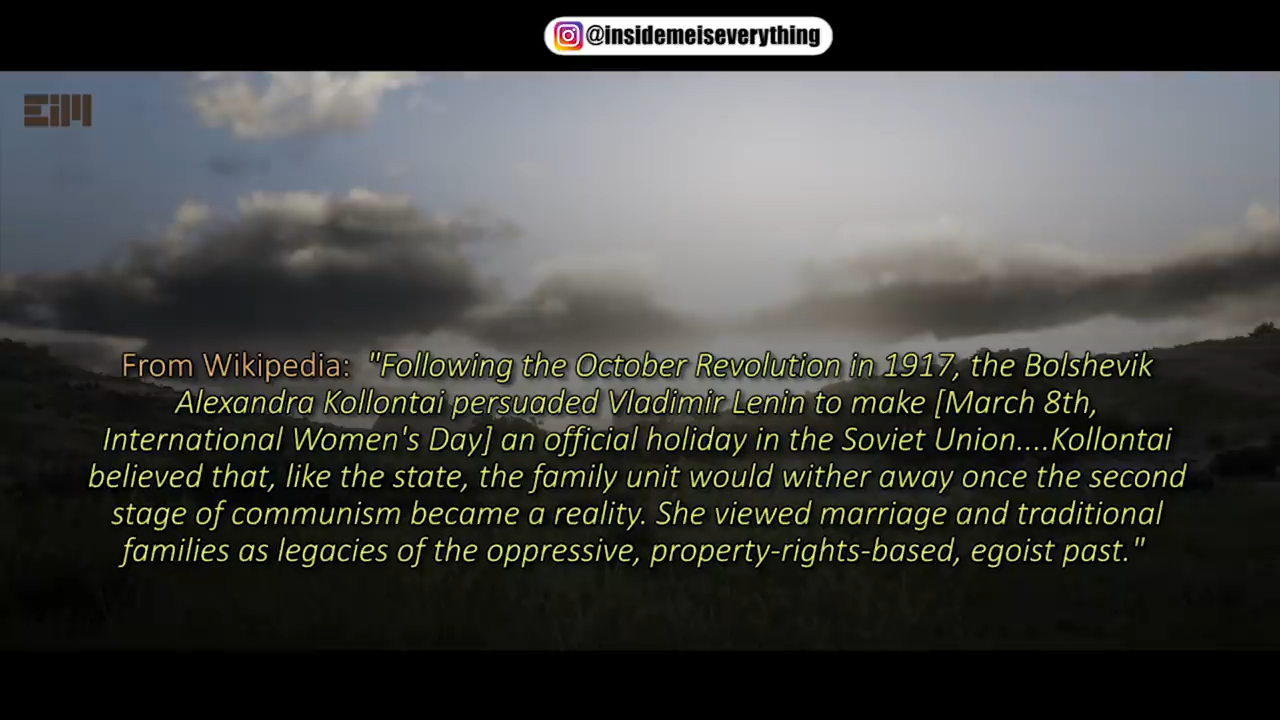 @insidemeiseverything
EiM
From Wikipedia: "Following the October Revolution in 1917, the Bolshevik
Alexandra Kollontai persuaded Vladimir Lenin to make [March 8th,
International Women's Day] an official holiday in the Soviet Union....Kollontai
believed that, like the state, the family unit would wither away once the second
stage of communism became a reality. She viewed marriage and traditional
families as legacies of the oppressive, property-rights-based, egoist past."